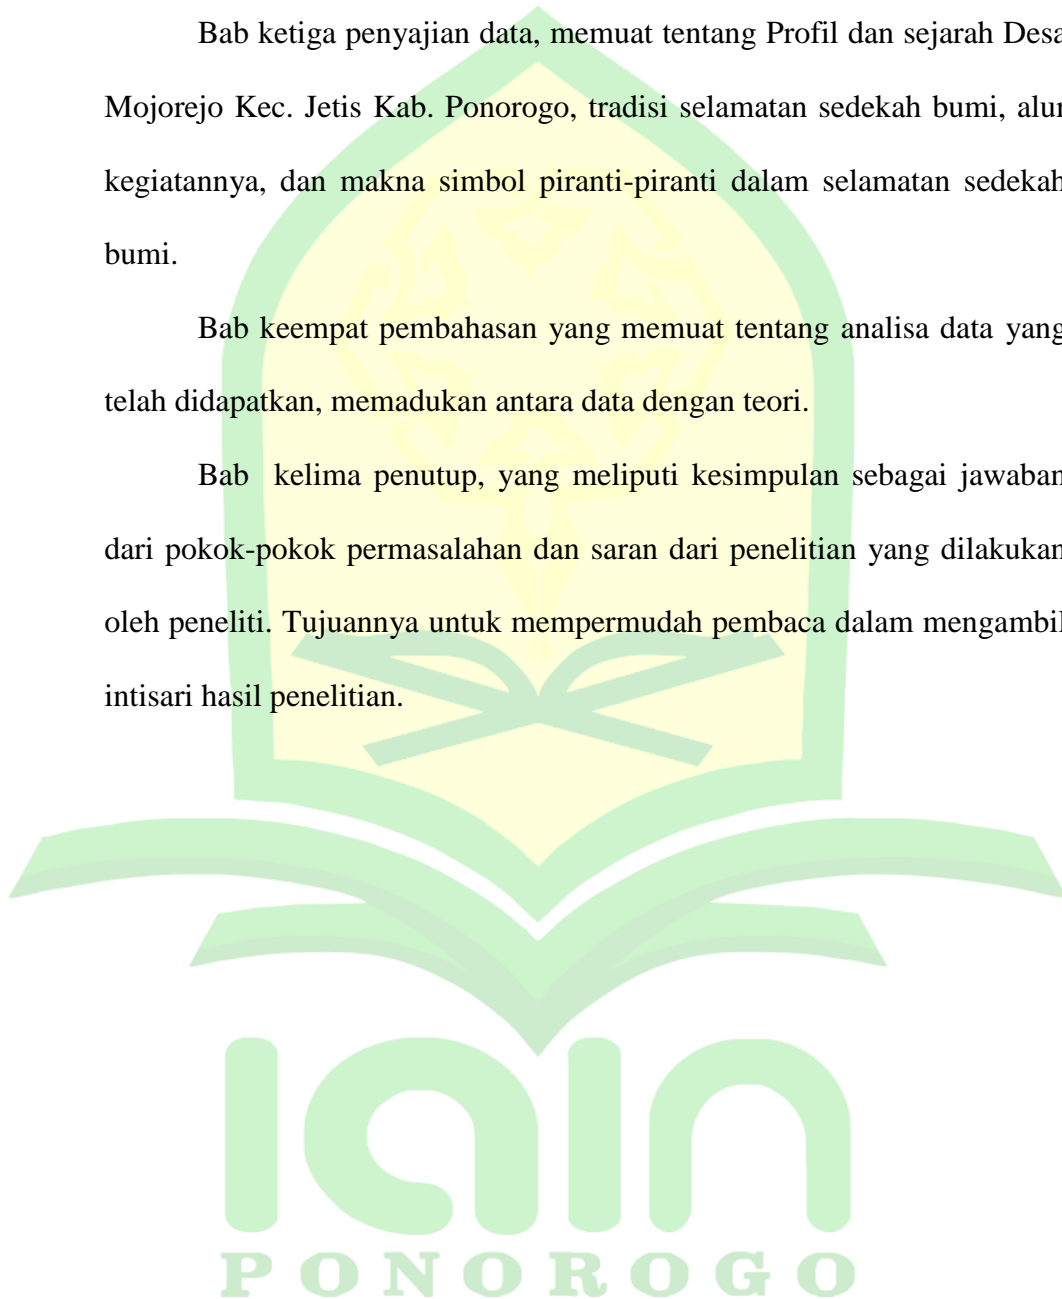 Bab ketiga penyajian data, memuat tentang Profil dan sejarah Desa
Mojorejo Kec. Jetis Kab. Ponorogo, tradisi selamatan sedekah bumi, alur
kegiatannya, dan makna simbol piranti-piranti dalam selamatan sedekah
bumi.
Bab keempat pembahasan yang memuat tentang analisa data yang
telah didapatkan, memadukan antara data dengan teori.
Bab kelima penutup, yang meliputi kesimpulan sebagai jawaban
dari pokok-pokok permasalahan dan saran dari penelitian yang dilakukan
oleh peneliti. Tujuannya untuk mempermudah pembaca dalam mengambil
intisari hasil penelitian.
iain
PONOROGO